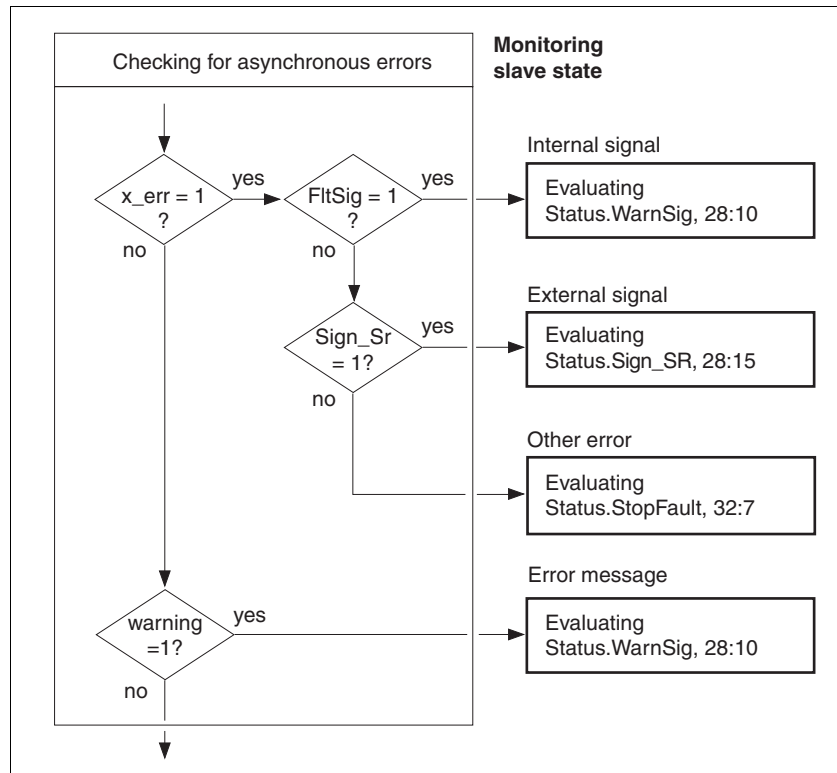 Checking for asynchronous errors
Monitoring
slave state
Internal signal
x_err = 1
?
yes
no
FltSig = 1
?
yes
no
Evaluating
Status.WarnSig, 28:10
External signal
Sign_Sr
= 1?
yes
no
Evaluating
Status.Sign_SR, 28:15
Other error
Evaluating
Status.StopFault, 32:7
Error message
warning
=1?
yes
no
Evaluating
Status.WarnSig, 28:10